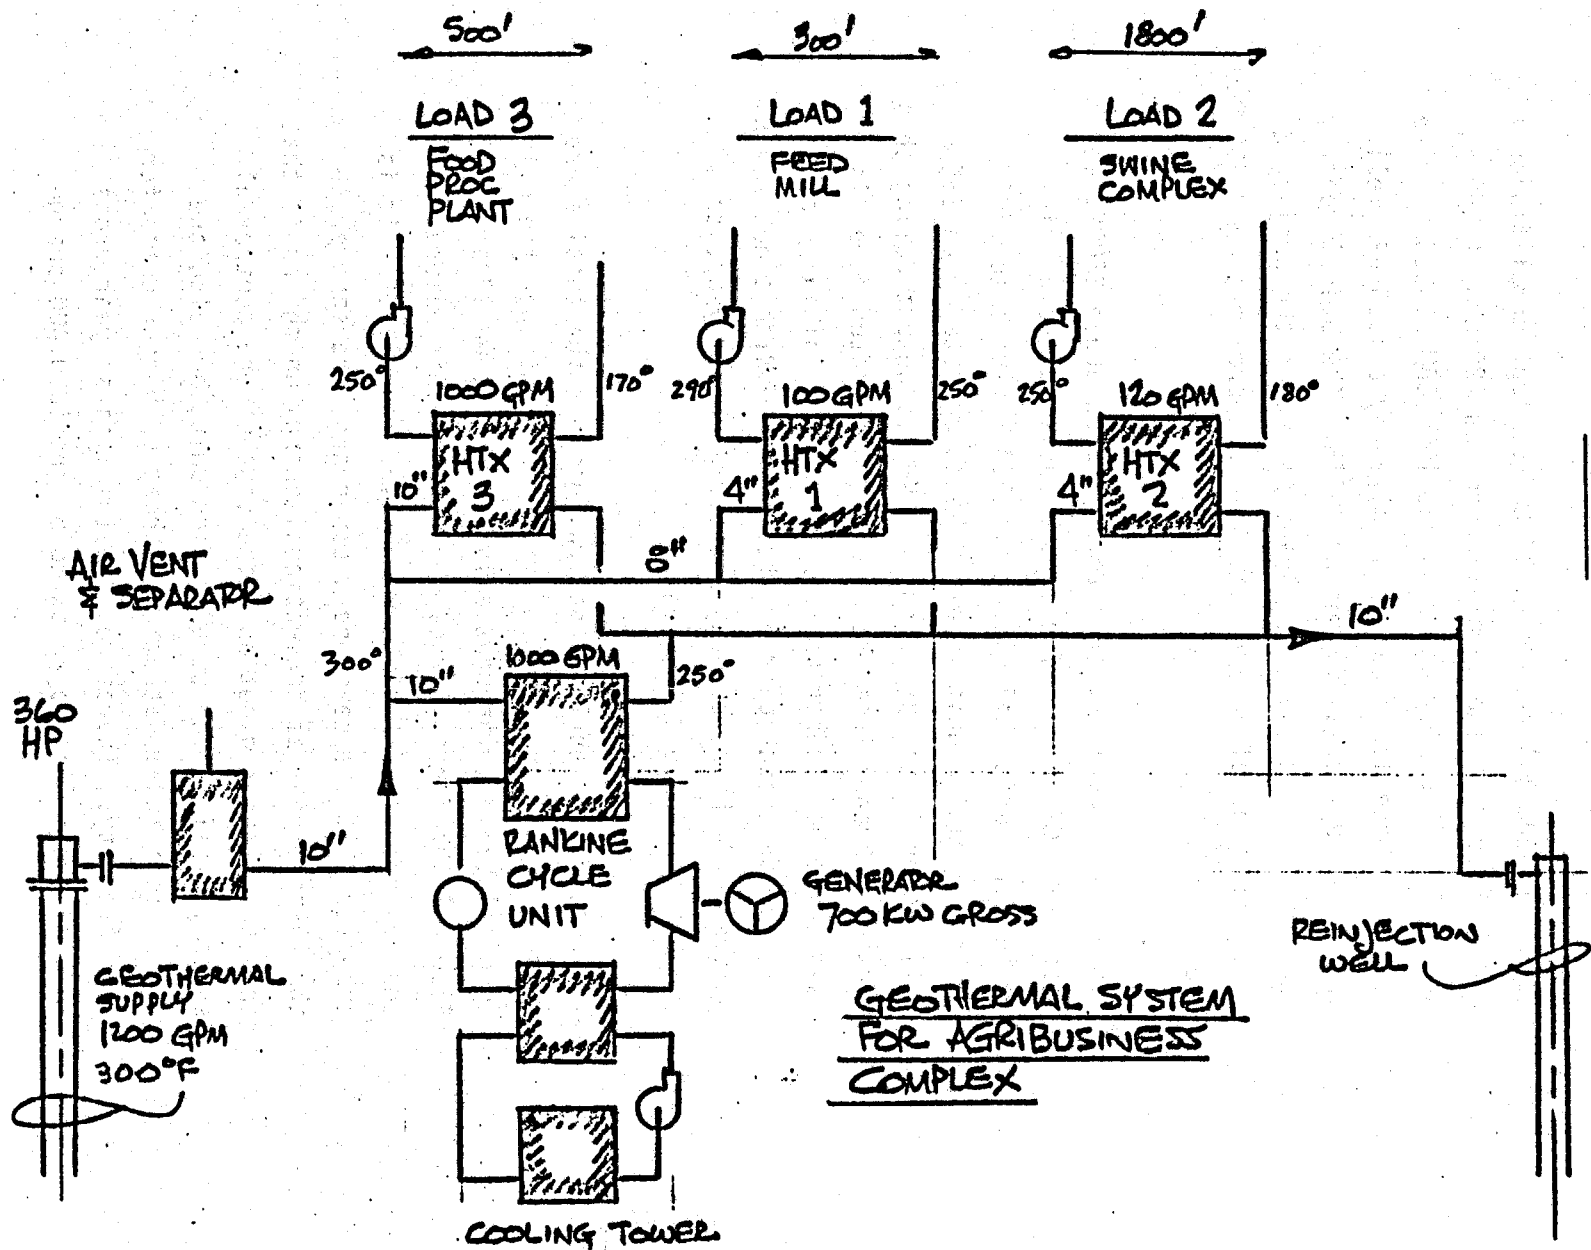 500'
300'
1800'
LOAD 3
FOOD
PROC
PLANT
LOAD 1
FEED
MILL
LOAD 2
SWINE
COMPLEX
250°
1000 GPM
170°
290°
100 GPM
250°
250°
120 GPM
180°
HTX
3
HTX
1
HTX
2
10"
4"
4"
8"
AIR VENT
& SEPARATOR
10"
300°
10"
1000 GPM
250°
360
HP
10"
RANKINE
CYCLE
UNIT
GENERATOR
700 KW GROSS
REINJECTION
WELL
GEOTHERMAL
SUPPLY
1200 GPM
300°F
GEOTHERMAL SYSTEM
FOR AGRIBUSINESS
COMPLEX
COOLING TOWER